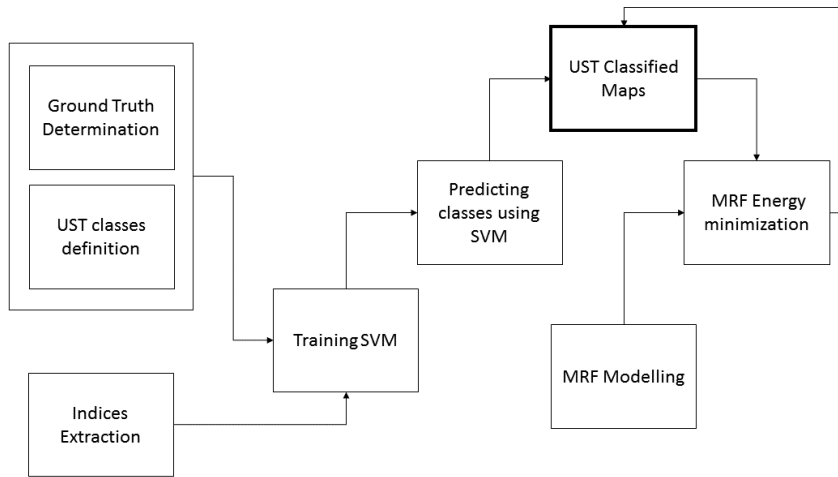 Ground Truth
Determination
UST classes
definition
Indices
Extraction
Training SVM
Predicting
classes using
SVM
UST Classified
Maps
MRF Energy
minimization
MRF Modelling